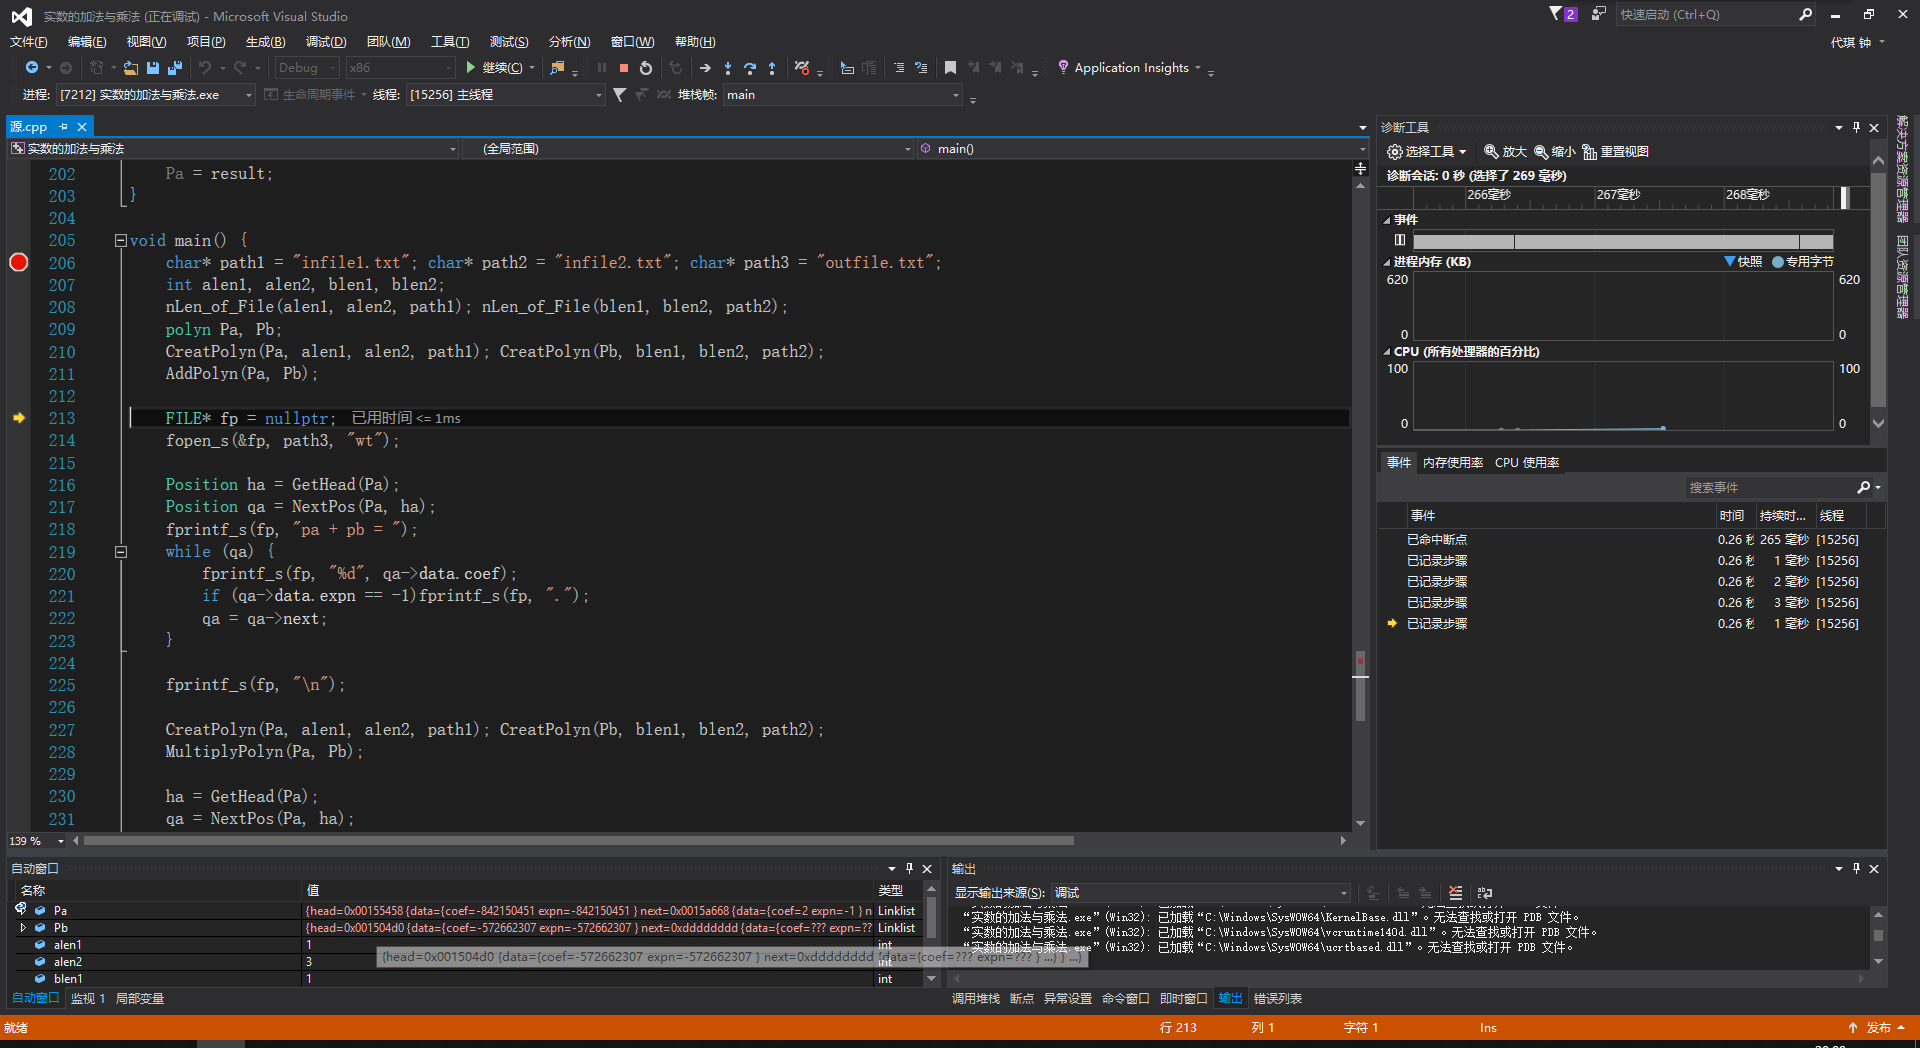 实数的加法与乘法 (正在调试) - Microsoft Visual Studio
2
快速启动 (Ctrl+Q)
文件(F) 编辑(E) 视图(V) 项目(P) 生成(B) 调试(D) 团队(M) 工具(T) 测试(S) 分析(N) 窗口(W) 帮助(H)
代琪 钟
Debug x86 继续(C) Application Insights
进程: [7212] 实数的加法与乘法.exe 生命周期事件 线程: [15256] 主线程 堆栈帧: main
源.cpp
实数的加法与乘法 (全局范围) main()
202 Pa = result;
203 }
204
205 void main() {
206 char* path1 = "infile1.txt"; char* path2 = "infile2.txt"; char* path3 = "outfile.txt";
207 int alen1, alen2, blen1, blen2;
208 nLen_of_File(alen1, alen2, path1); nLen_of_File(blen1, blen2, path2);
209 polyn Pa, Pb;
210 CreatPolyn(Pa, alen1, alen2, path1); CreatPolyn(Pb, blen1, blen2, path2);
211 AddPolyn(Pa, Pb);
212
213 FILE* fp = nullptr; 已用时间 <= 1ms
214 fopen_s(&fp, path3, "wt");
215
216 Position ha = GetHead(Pa);
217 Position qa = NextPos(Pa, ha);
218 fprintf_s(fp, "pa + pb = ");
219 while (qa) {
220 fprintf_s(fp, "%d", qa->data.coef);
221 if (qa->data.expn == -1)fprintf_s(fp, ".");
222 qa = qa->next;
223 }
224
225 fprintf_s(fp, "\n");
226
227 CreatPolyn(Pa, alen1, alen2, path1); CreatPolyn(Pb, blen1, blen2, path2);
228 MultiplyPolyn(Pa, Pb);
229
230 ha = GetHead(Pa);
231 qa = NextPos(Pa, ha);
139 %
诊断工具
选择工具 放大 缩小 重置视图
诊断会话: 0 秒 (选择了 269 毫秒)
266毫秒 267毫秒 268毫秒
事件
进程内存 (KB) 快照 专用字节
620 620
0 0
CPU (所有处理器的百分比)
100 100
0 0
事件 内存使用率 CPU 使用率
搜索事件
事件 时间 持续时... 线程
已命中断点 0.26 秒 265 毫秒 [15256]
已记录步骤 0.26 秒 1 毫秒 [15256]
已记录步骤 0.26 秒 2 毫秒 [15256]
已记录步骤 0.26 秒 3 毫秒 [15256]
已记录步骤 0.26 秒 1 毫秒 [15256]
解决方案资源管理器
团队资源管理器
自动窗口
名称 值 类型
Pa {head=0x00155458 {data={coef=-842150451 expn=-842150451 } next=0x0015a668 {data={coef=2 expn=-1 } n Linklist
Pb {head=0x001504d0 {data={coef=-572662307 expn=-572662307 } next=0xdddddddd {data={coef=??? expn=?? Linklist
alen1 1 int
alen2 3 int
blen1 1 int
{head=0x001504d0 {data={coef=-572662307 expn=-572662307 } next=0xdddddddd {data={coef=??? expn=??? } ...} } ...}
自动窗口 监视 1 局部变量
输出
显示输出来源(S): 调试
“实数的加法与乘法.exe”(Win32): 已加载“C:\Windows\SysWOW64\KernelBase.dll”。无法查找或打开 PDB 文件。
“实数的加法与乘法.exe”(Win32): 已加载“C:\Windows\SysWOW64\vcruntime140d.dll”。无法查找或打开 PDB 文件。
“实数的加法与乘法.exe”(Win32): 已加载“C:\Windows\SysWOW64\ucrtbased.dll”。无法查找或打开 PDB 文件。
调用堆栈 断点 异常设置 命令窗口 即时窗口 输出 错误列表
就绪 行 213 列 1 字符 1 Ins 发布